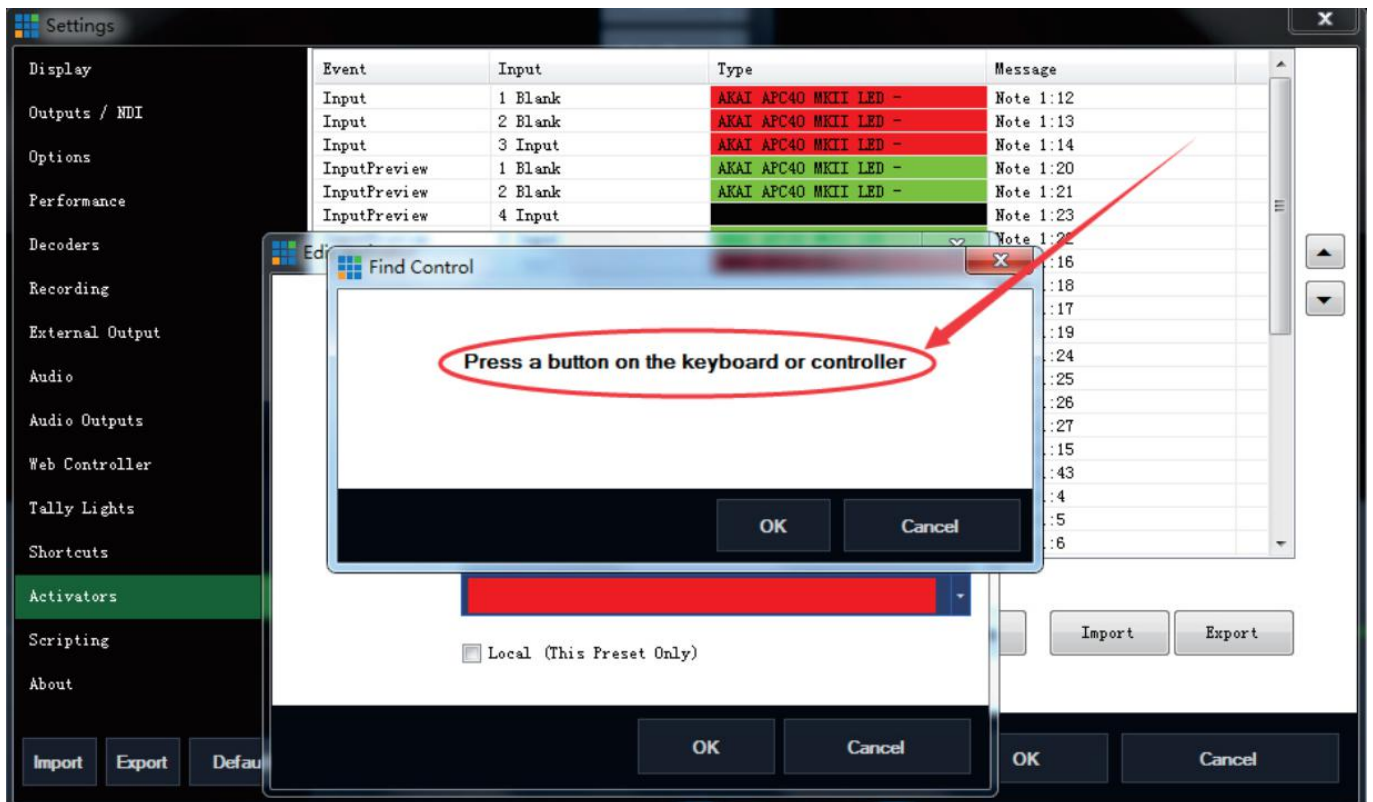 Settings
Display
Outputs / NDI
Options
Performance
Decoders
Recording
External Output
Audio
Audio Outputs
Web Controller
Tally Lights
Shortcuts
Activators
Scripting
About
Import Export Defau
Event Input Type Message
Input 1 Blank AKAI APC40 MKII LED - Note 1:12
Input 2 Blank AKAI APC40 MKII LED - Note 1:13
Input 3 Input AKAI APC40 MKII LED - Note 1:14
InputPreview 1 Blank AKAI APC40 MKII LED - Note 1:20
InputPreview 2 Blank AKAI APC40 MKII LED - Note 1:21
InputPreview 4 Input Note 1:23
Note 1:22
:16
:18
:17
:19
:24
:25
:26
:27
:15
:43
:4
:5
:6
Edi
Find Control
Press a button on the keyboard or controller
OK Cancel
Local (This Preset Only)
OK Cancel
Import Export
OK Cancel